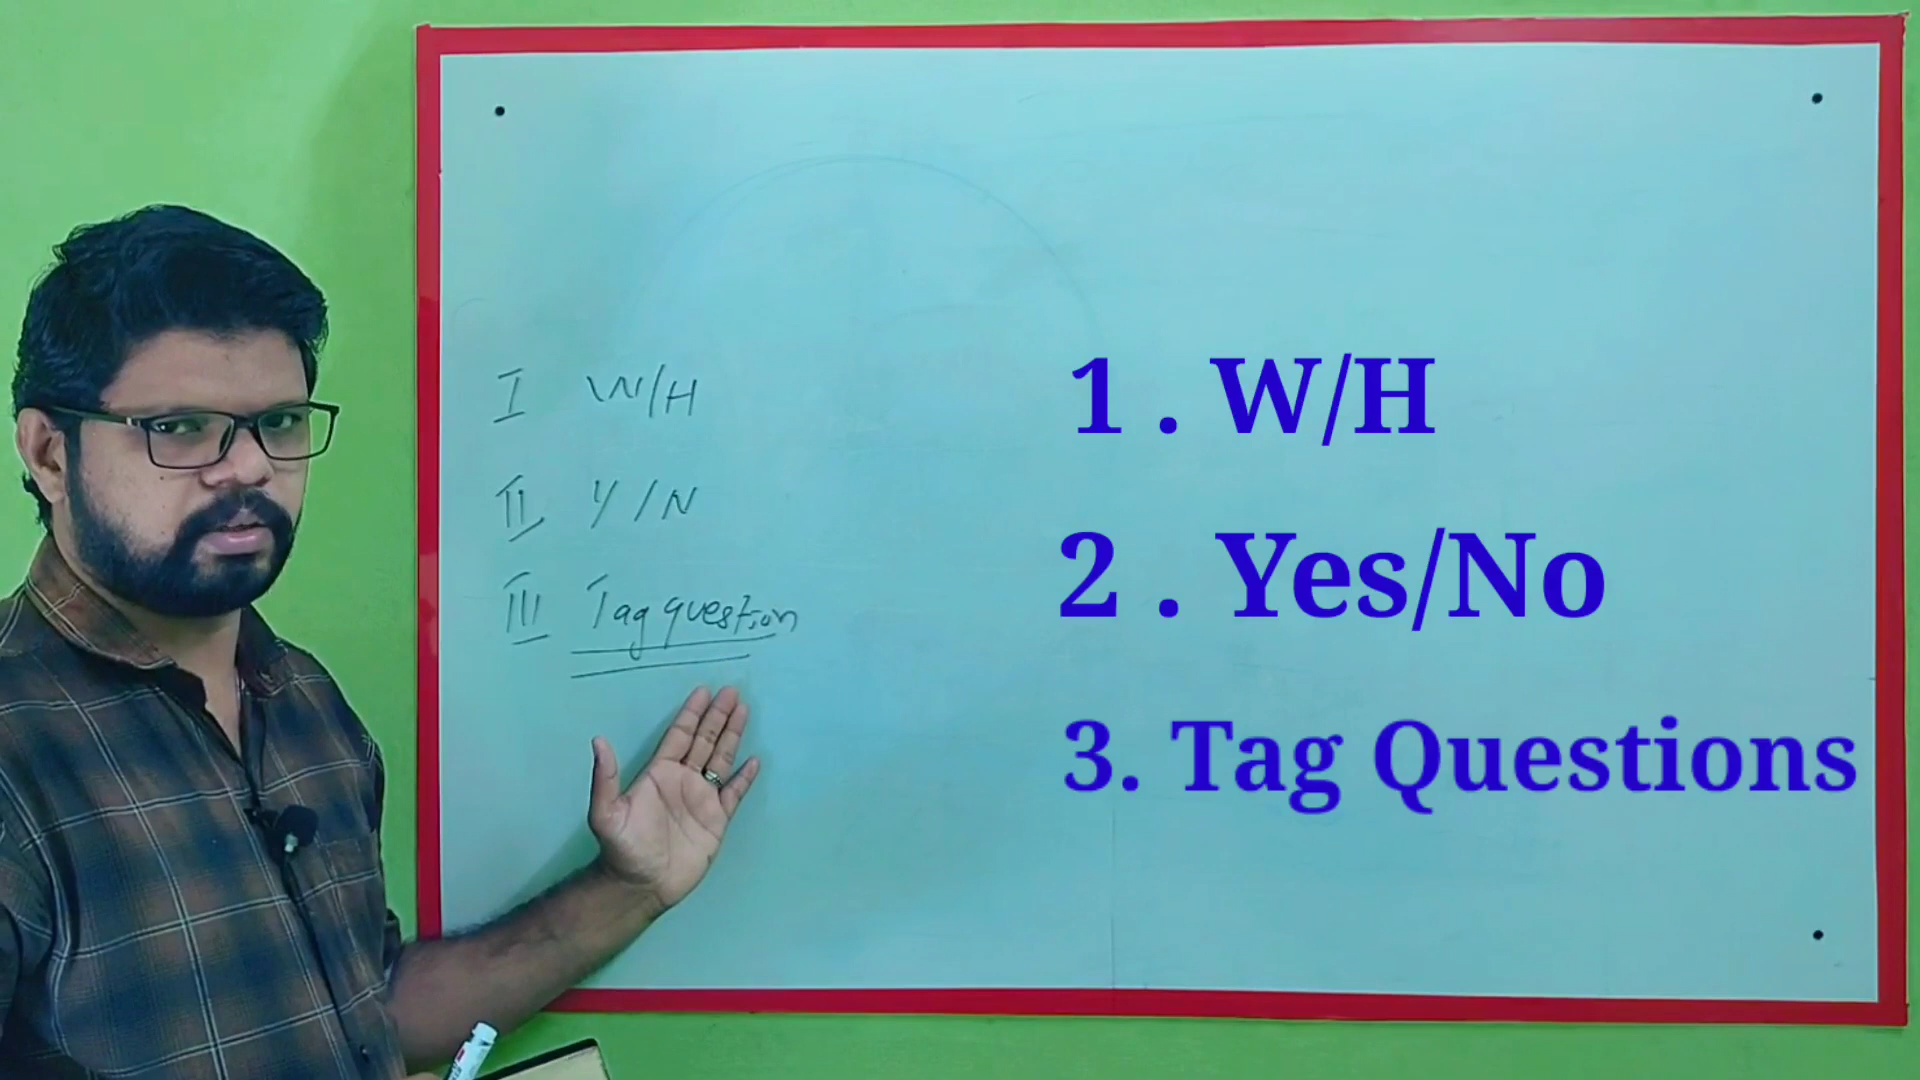 I W/H
II Y/N
III Tag question
1 . W/H
2 . Yes/No
3. Tag Questions